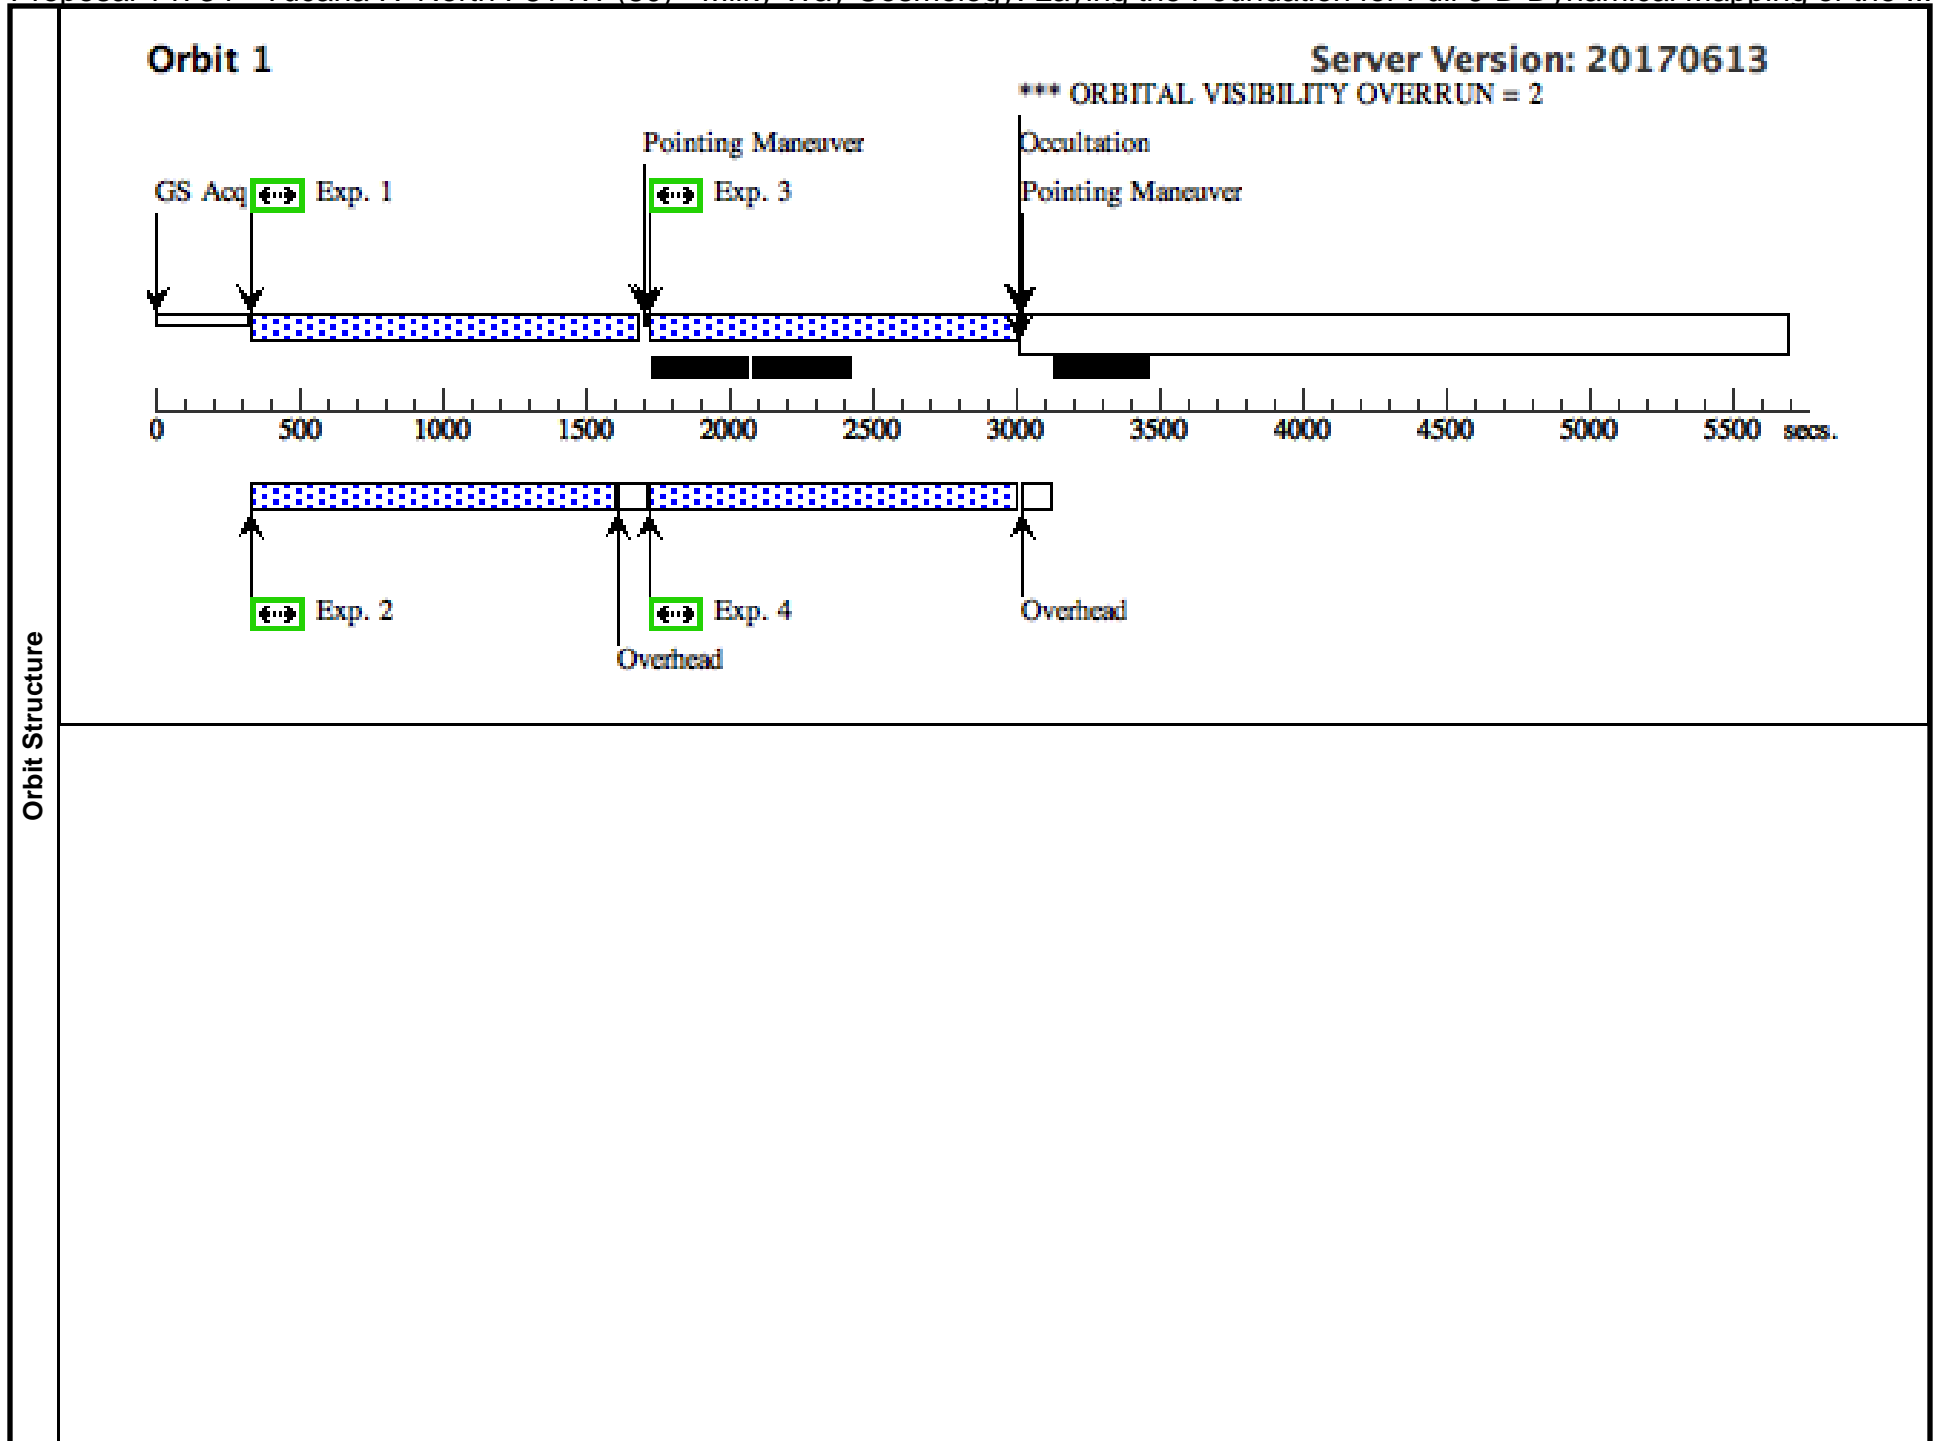 Orbit 1
Server Version: 20170613
*** ORBITAL VISIBILITY OVERRUN = 2
Pointing Maneuver
Occultation
GS Acq
Exp. 1
Exp. 3
Pointing Maneuver
0 500 1000 1500 2000 2500 3000 3500 4000 4500 5000 5500 secs.
Exp. 2
Exp. 4
Overhead
Overhead
Orbit Structure